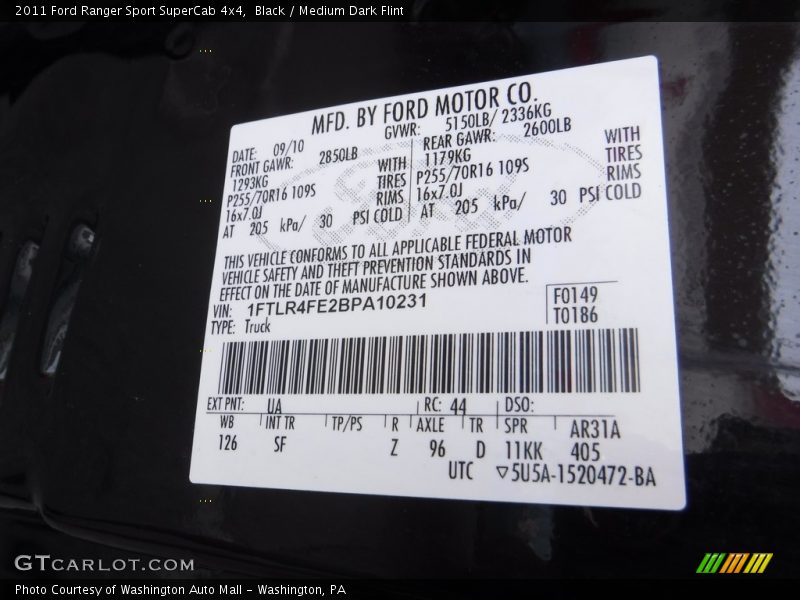 2011 Ford Ranger Sport SuperCab 4x4,  Black / Medium Dark Flint
MFD. BY FORD MOTOR CO.
DATE: 09/10 GVWR: 5150LB/ 2336KG
FRONT GAWR: 2850LB REAR GAWR: 2600LB
1293KG WITH 1179KG WITH
P255/70R16 109S TIRES P255/70R16 109S TIRES
16x7.0J RIMS 16x7.0J RIMS
AT 205 kPa/ 30 PSI COLD AT 205 kPa/ 30 PSI COLD
THIS VEHICLE CONFORMS TO ALL APPLICABLE FEDERAL MOTOR
VEHICLE SAFETY AND THEFT PREVENTION STANDARDS IN
EFFECT ON THE DATE OF MANUFACTURE SHOWN ABOVE.
VIN: 1FTLR4FE2BPA10231 F0149
TYPE: Truck T0186
EXT PNT: UA RC: 44 DSO:
WB INT TR TP/PS R AXLE TR SPR AR31A
126 SF Z 96 D 11KK 405
UTC ▽5U5A-1520472-BA
GTCARLOT.COM
Photo Courtesy of Washington Auto Mall - Washington, PA